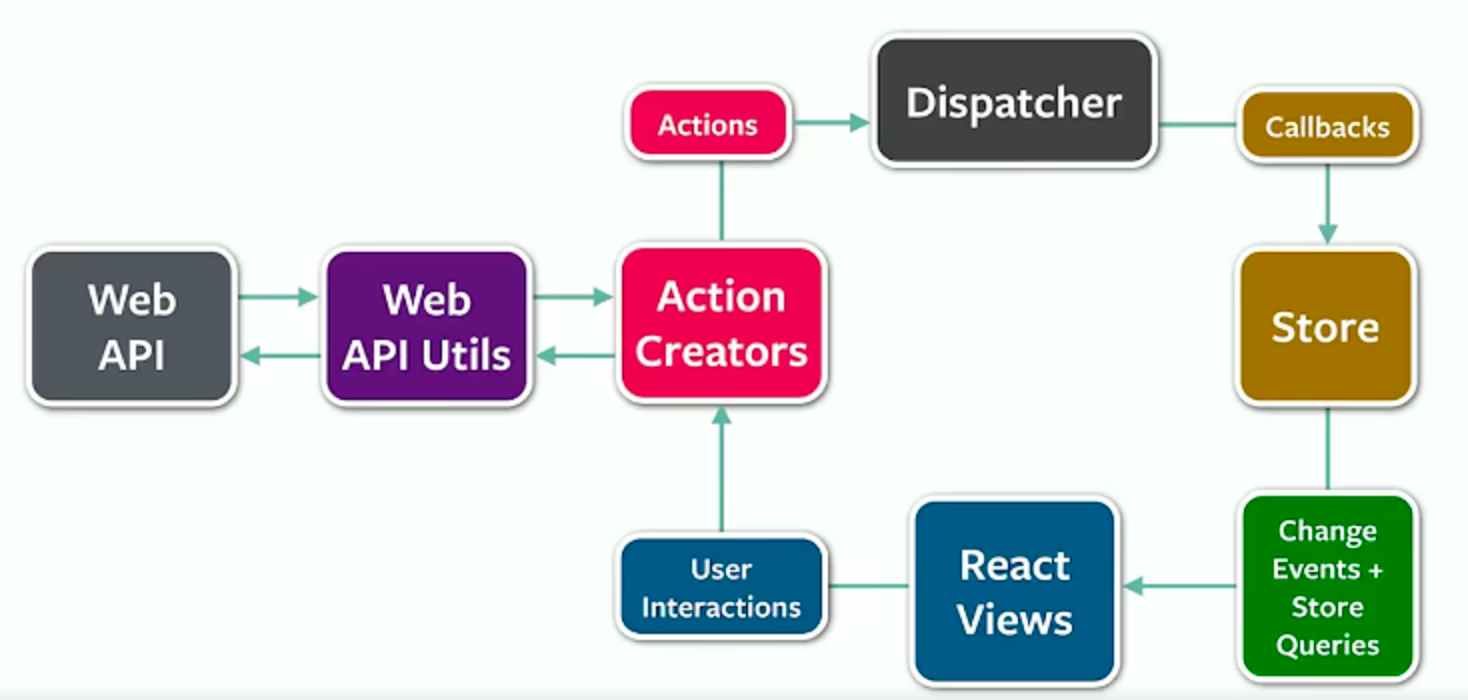 Dispatcher
Actions
Callbacks
Web
API
Web
API Utils
Action
Creators
Store
User
Interactions
React
Views
Change
Events +
Store
Queries